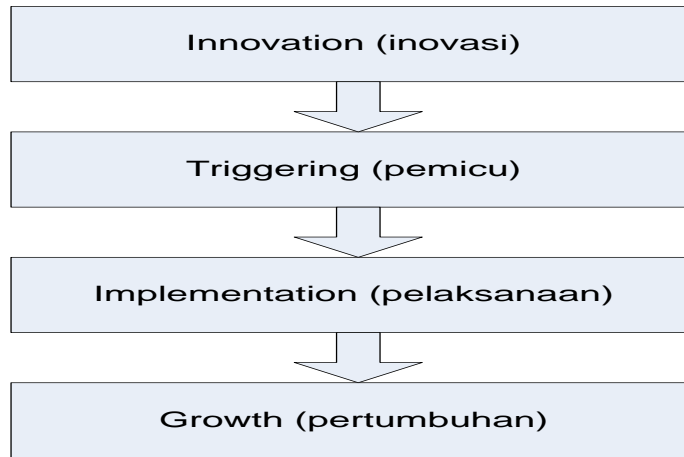 Innovation (inovasi)
Triggering (pemicu)
Implementation (pelaksanaan)
Growth (pertumbuhan)